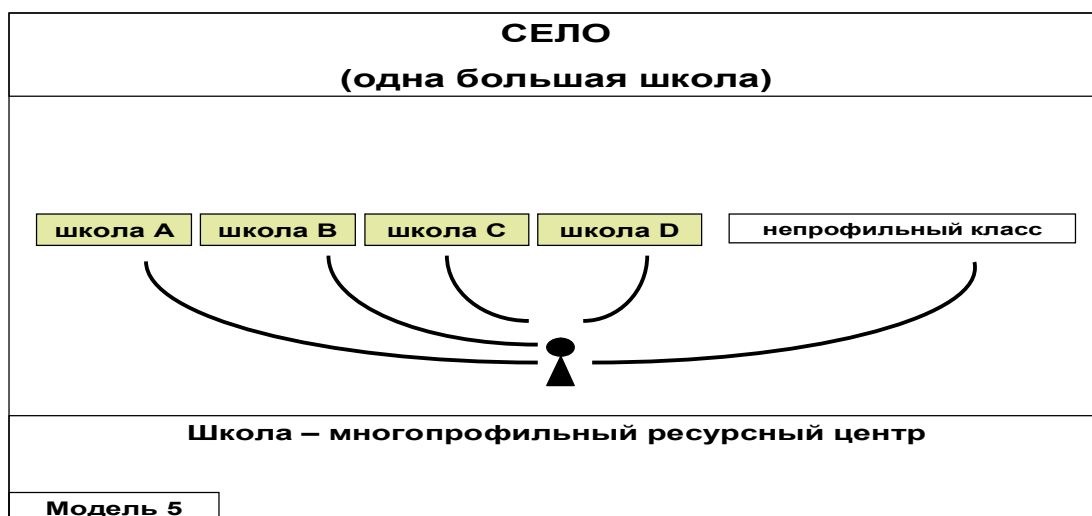 СЕЛО
(одна большая школа)
школа A
школа B
школа C
школа D
непрофильный класс
Школа – многопрофильный ресурсный центр
Модель 5